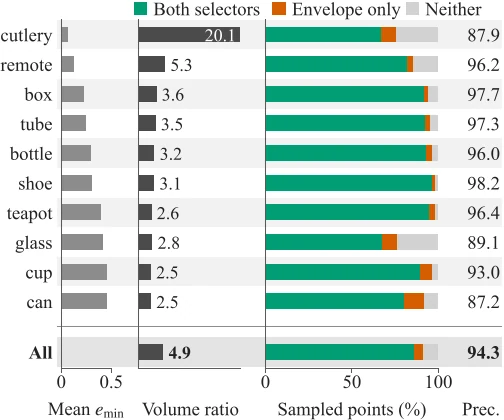 Both selectors Envelope only Neither
cutlery 20.1 87.9
remote 5.3 96.2
box 3.6 97.7
tube 3.5 97.3
bottle 3.2 96.0
shoe 3.1 98.2
teapot 2.6 96.4
glass 2.8 89.1
cup 2.5 93.0
can 2.5 87.2
All 4.9 94.3
0 0.5 0 50 100
Mean emin Volume ratio Sampled points (%) Prec.